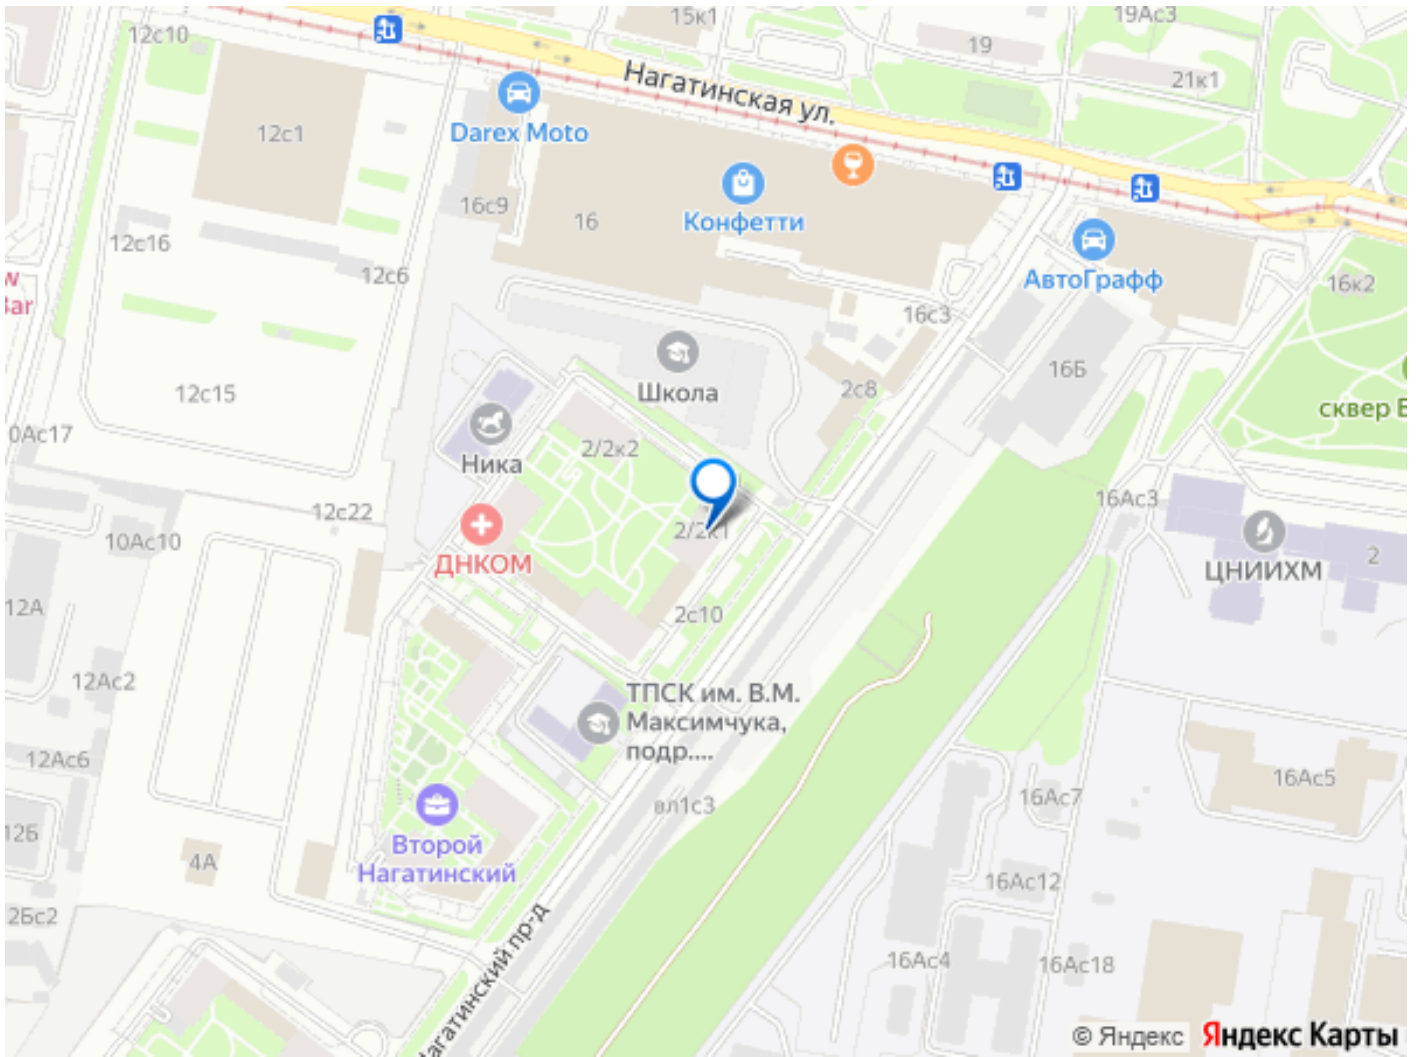 12с10
15к1
19Ас3
19
21к1
Нагатинская ул.
Darex Moto
12с1
16с9
16
Конфетти
12с16
12с6
АвтоГрафф
16к2
w
Bar
16с3
16Б
Школа
2с8
12с15
сквер Е
0Ас17
2/2к2
Ника
16Ас3
12с22
10Ас10
2/2к1
ДНКОМ
ЦНИИХМ
2
12А
2с10
12Ас2
ТПСК им. В.М.
Максимчука,
подр....
12Ас6
16Ас5
вл1с3
16Ас7
12Б
Второй
Нагатинский
4А
16Ас12
2Бс2
Нагатинский пр-д
16Ас4
16Ас18
© Яндекс Яндекс Карты